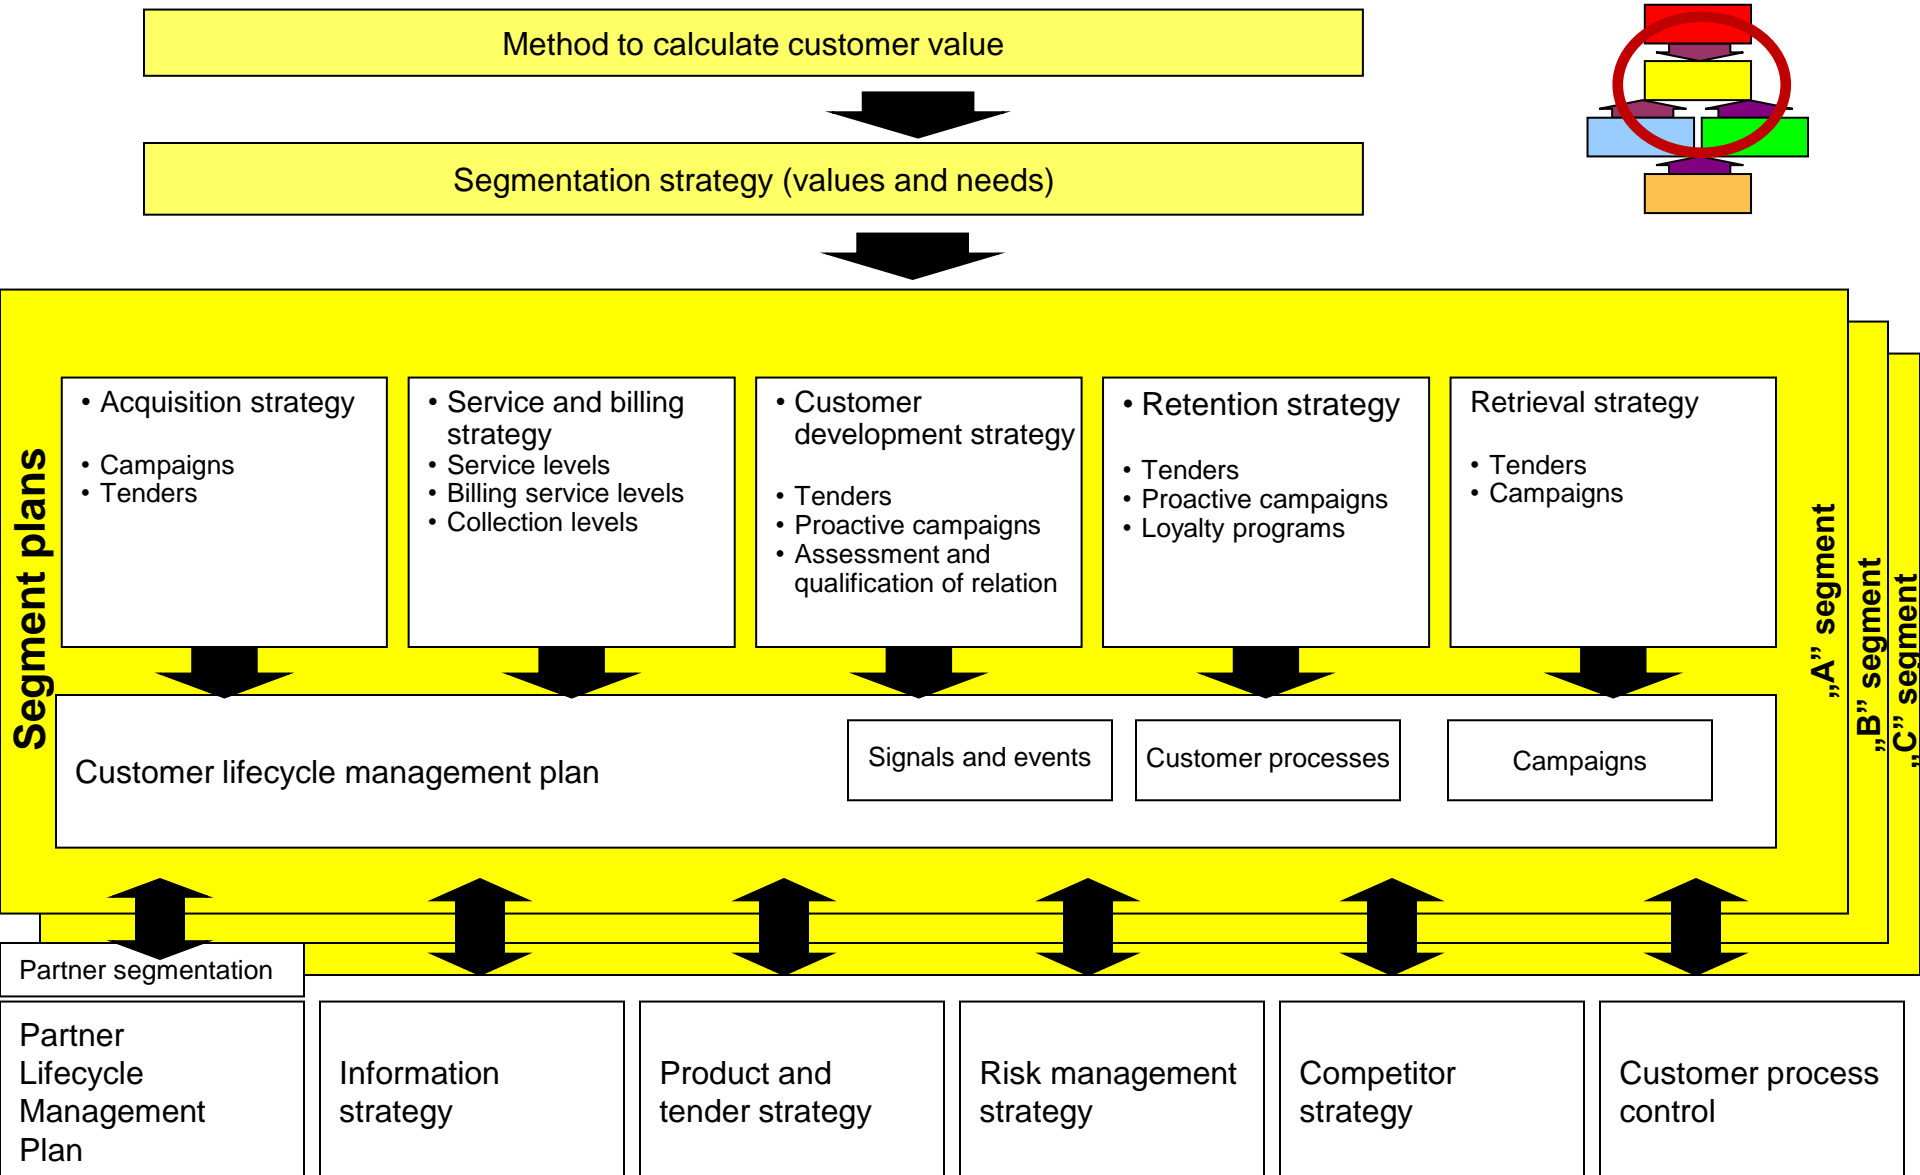 Method to calculate customer value
Segmentation strategy (values and needs)
Segment plans
• Acquisition strategy
• Campaigns
• Tenders
• Service and billing
strategy
• Service levels
• Billing service levels
• Collection levels
• Customer
development strategy
• Tenders
• Proactive campaigns
• Assessment and
qualification of relation
• Retention strategy
• Tenders
• Proactive campaigns
• Loyalty programs
Retrieval strategy
• Tenders
• Campaigns
„A” segment
„B” segment
„C” segment
Customer lifecycle management plan
Signals and events
Customer processes
Campaigns
Partner segmentation
Partner
Lifecycle
Management
Plan
Information
strategy
Product and
tender strategy
Risk management
strategy
Competitor
strategy
Customer process
control